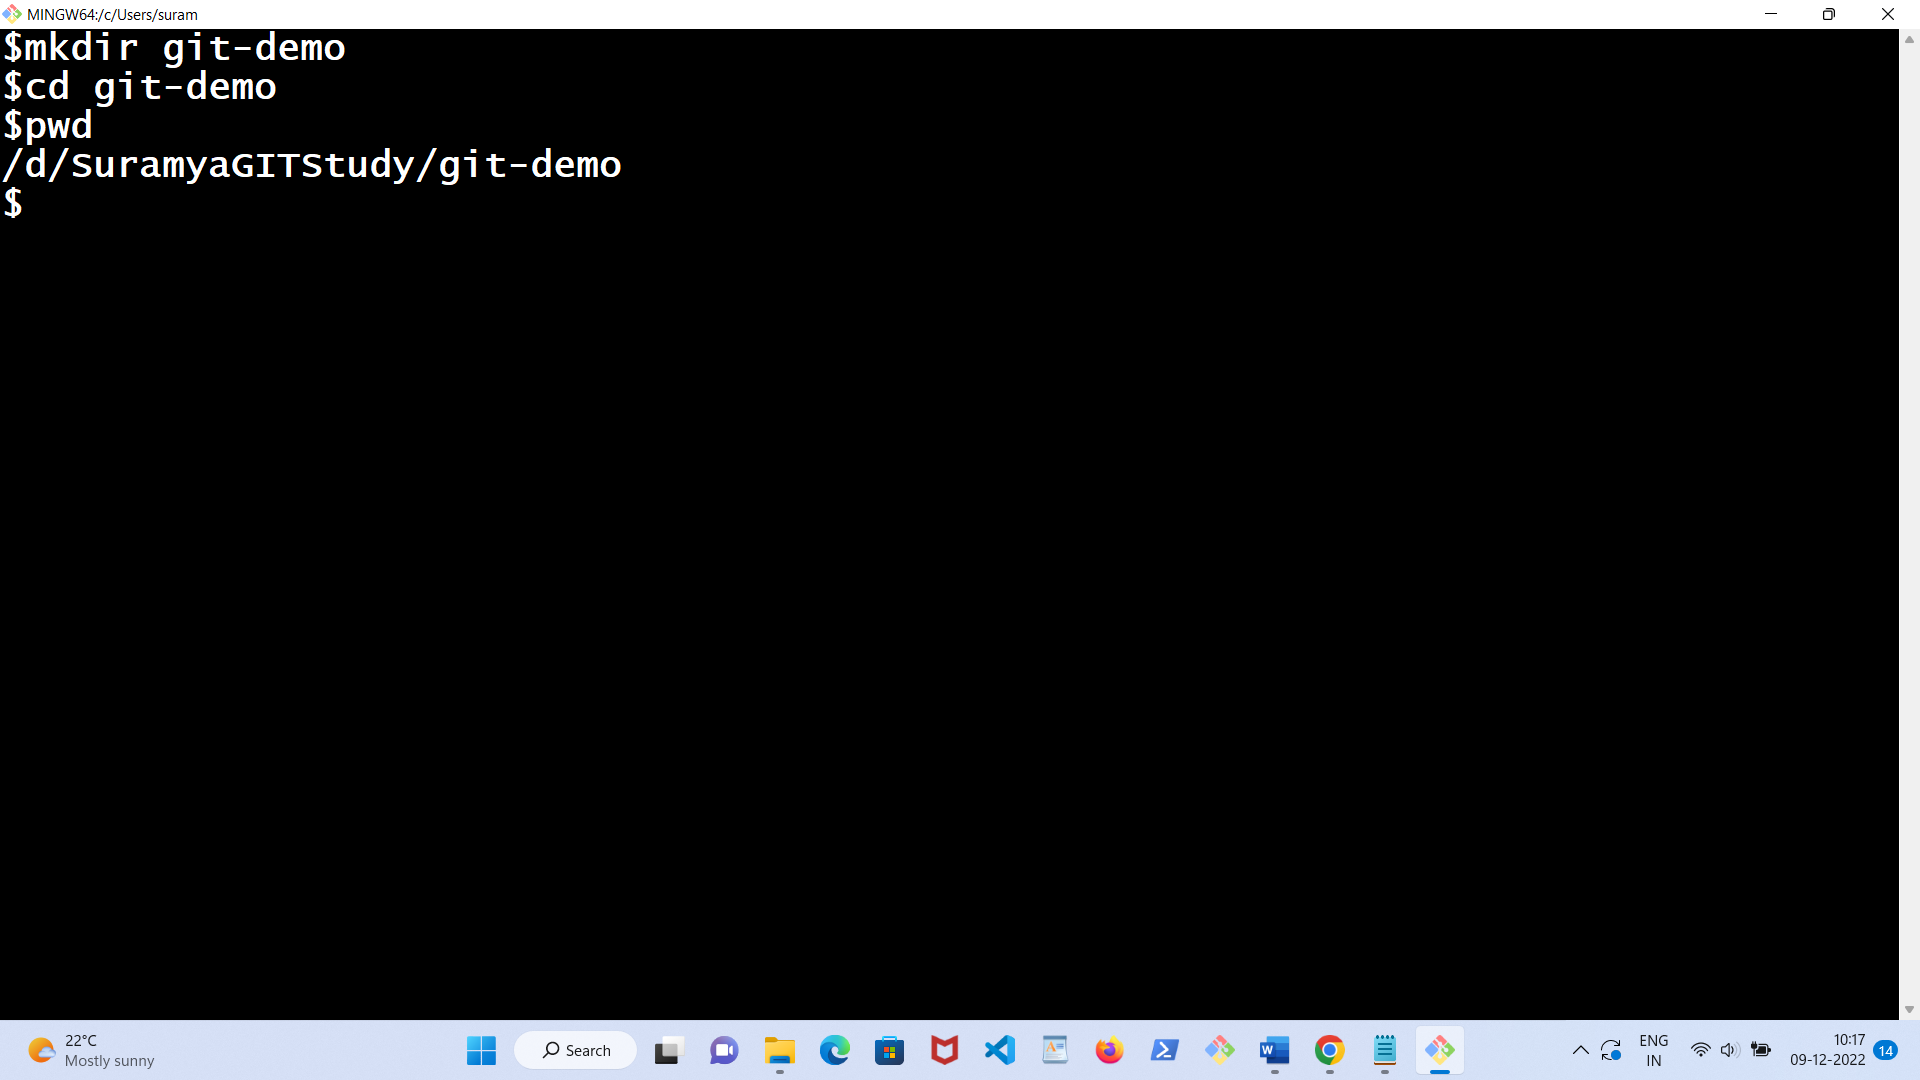 MINGW64:/c/Users/suram
$mkdir git-demo
$cd git-demo
$pwd
/d/SuramyaGITStudy/git-demo
$
22°C
Mostly sunny
Search
ENG
IN
10:17
09-12-2022
14